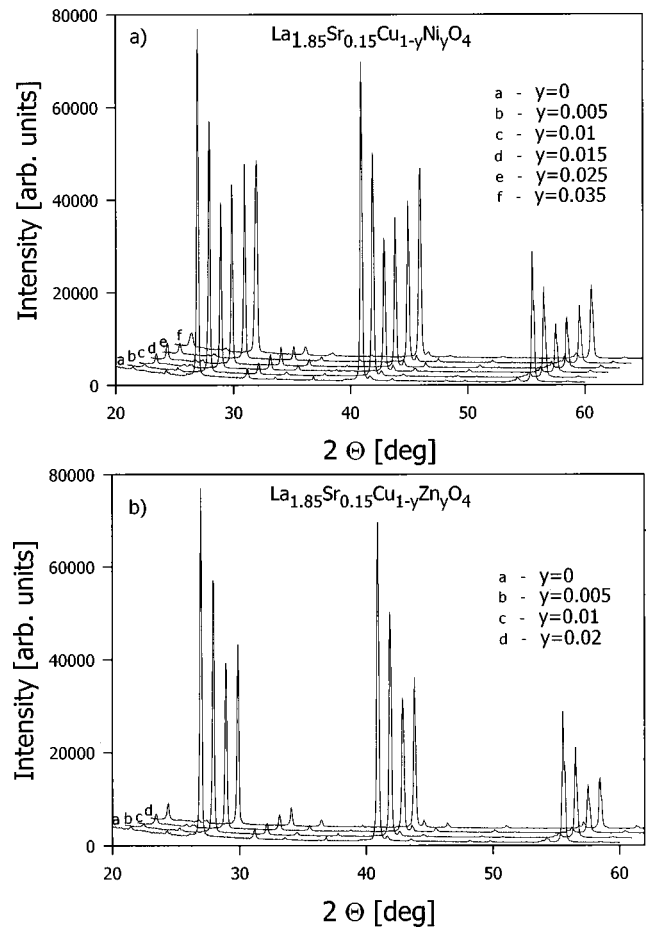 a)
La1.85Sr0.15Cu1-yNiyO4
a - y=0
b - y=0.005
c - y=0.01
d - y=0.015
e - y=0.025
f - y=0.035
Intensity [arb. units]
80000
60000
40000
20000
0
a b c d e f
20 30 40 50 60
2 Θ [deg]
b)
La1.85Sr0.15Cu1-yZnyO4
a - y=0
b - y=0.005
c - y=0.01
d - y=0.02
Intensity [arb. units]
80000
60000
40000
20000
0
a b c d
20 30 40 50 60
2 Θ [deg]